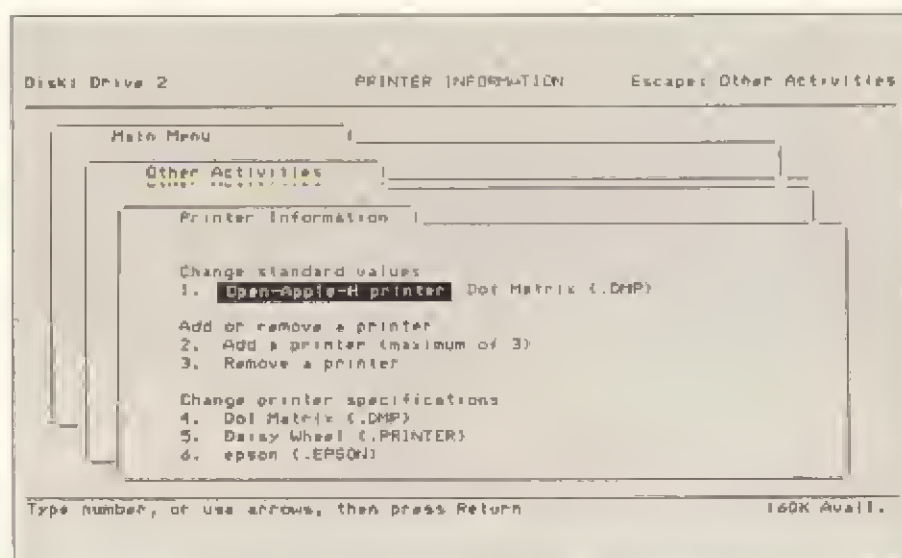 Disk: Drive 2 PRINTER INFORMATION Escape: Other Activities
Main Menu
Other Activities
Printer Information
Change standard values
1. Open-Apple-H printer Dot Matrix (.DMP)
Add or remove a printer
2. Add a printer (maximum of 3)
3. Remove a printer
Change printer specifications
4. Dot Matrix (.DMP)
5. Daisy Wheel (.PRINTER)
6. epson (.EPSON)
Type number, or use arrows, then press Return 160K Avail.